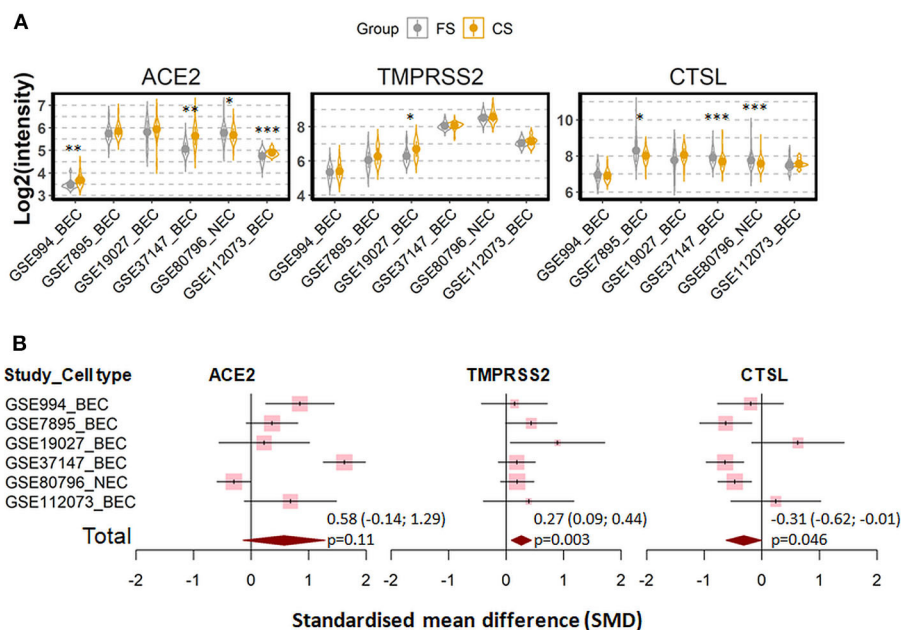 A
Group FS CS
ACE2 TMPRSS2 CTSL
Log2(intensity)
7
6
5
4
3
** ** * ***
8
6
4
*
10
8
6
* *** ***
GSE994_BEC
GSE7895_BEC
GSE19027_BEC
GSE37147_BEC
GSE80796_NEC
GSE112073_BEC
GSE994_BEC
GSE7895_BEC
GSE19027_BEC
GSE37147_BEC
GSE80796_NEC
GSE112073_BEC
GSE994_BEC
GSE7895_BEC
GSE19027_BEC
GSE37147_BEC
GSE80796_NEC
GSE112073_BEC
B
Study_Cell type ACE2 TMPRSS2 CTSL
GSE994_BEC
GSE7895_BEC
GSE19027_BEC
GSE37147_BEC
GSE80796_NEC
GSE112073_BEC
0.58 (-0.14; 1.29) 0.27 (0.09; 0.44) -0.31 (-0.62; -0.01)
Total p=0.11 p=0.003 p=0.046
-2 -1 0 1 2 -2 -1 0 1 2 -2 -1 0 1 2
Standardised mean difference (SMD)